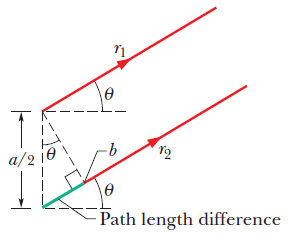 r1
θ
a/2
θ
b
r2
θ
Path length difference